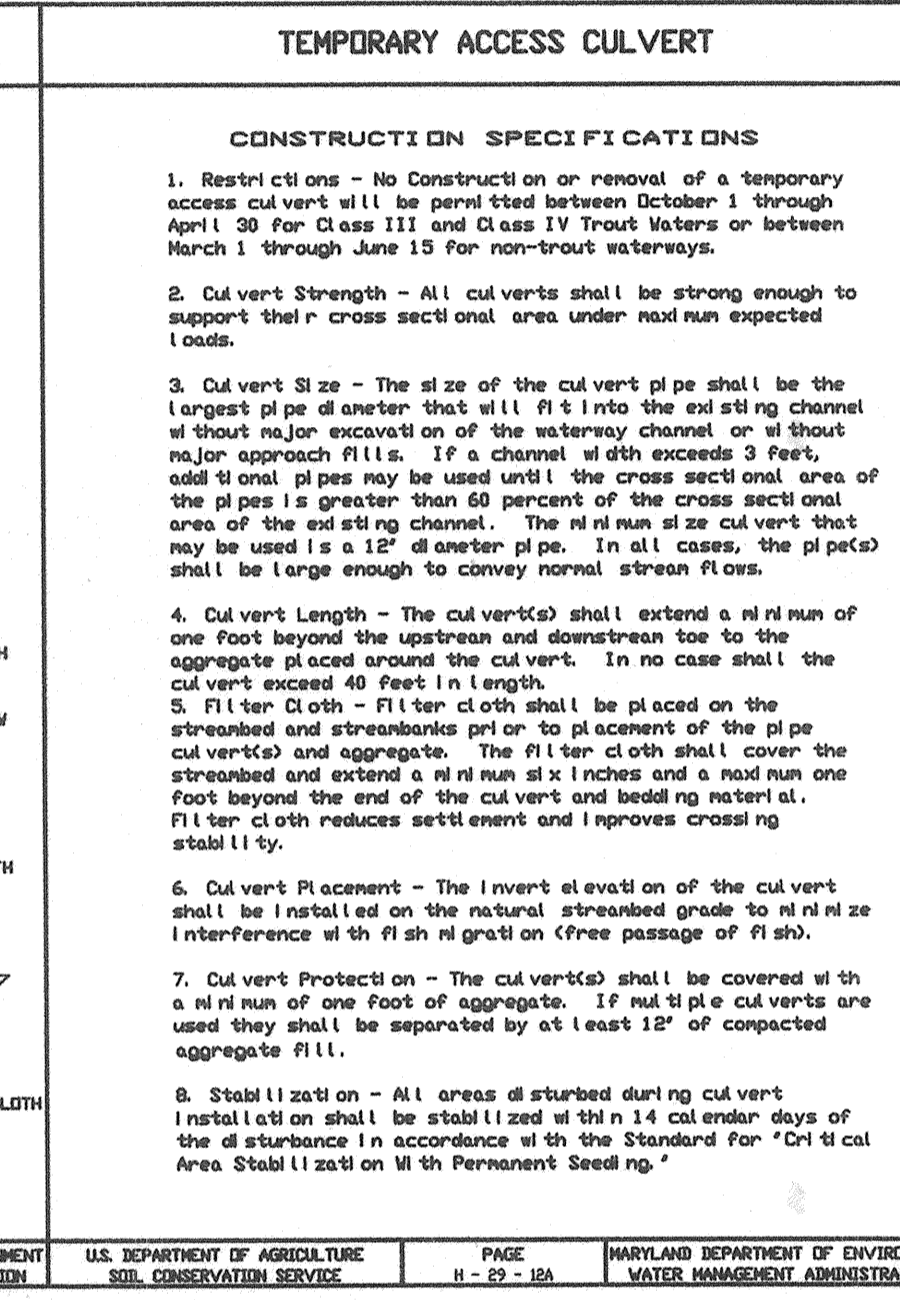 TEMPORARY ACCESS CULVERT
CONSTRUCTION SPECIFICATIONS
1. Restrictions - No Construction or removal of a temporary
access culvert will be permitted between October 1 through
April 30 for Class III and Class IV Trout Waters or between
March 1 through June 15 for non-trout waterways.
2. Culvert Strength - All culverts shall be strong enough to
support their cross sectional area under maximum expected
loads.
3. Culvert Size - The size of the culvert pipe shall be the
largest pipe diameter that will fit into the existing channel
without major excavation of the waterway channel or without
major approach fills. If a channel width exceeds 3 feet,
additional pipes may be used until the cross sectional area of
the pipes is greater than 60 percent of the cross sectional
area of the existing channel. The minimum size culvert that
may be used is a 12" diameter pipe. In all cases, the pipe(s)
shall be large enough to convey normal stream flows.
4. Culvert Length - The culvert(s) shall extend a minimum of
one foot beyond the upstream and downstream toe to the
aggregate placed around the culvert. In no case shall the
culvert exceed 40 feet in length.
5. Filter Cloth - Filter cloth shall be placed on the
streambed and streambanks prior to placement of the pipe
culvert(s) and aggregate. The filter cloth shall cover the
streambed and extend a minimum six inches and a maximum one
foot beyond the end of the culvert and bedding material.
Filter cloth reduces settlement and improves crossing
stability.
6. Culvert Placement - The invert elevation of the culvert
shall be installed on the natural streambed grade to minimize
interference with fish migration (free passage of fish).
7. Culvert Protection - The culvert(s) shall be covered with
a minimum of one foot of aggregate. If multiple culverts are
used they shall be separated by at least 12" of compacted
aggregate fill.
8. Stabilization - All areas disturbed during culvert
installation shall be stabilized within 14 calendar days of
the disturbance in accordance with the Standard for "Critical
Area Stabilization With Permanent Seeding."
LOTH
MENT
ION
U.S. DEPARTMENT OF AGRICULTURE
SOIL CONSERVATION SERVICE
PAGE
H - 29 - 12A
MARYLAND DEPARTMENT OF ENVIRO
WATER MANAGEMENT ADMINISTRA